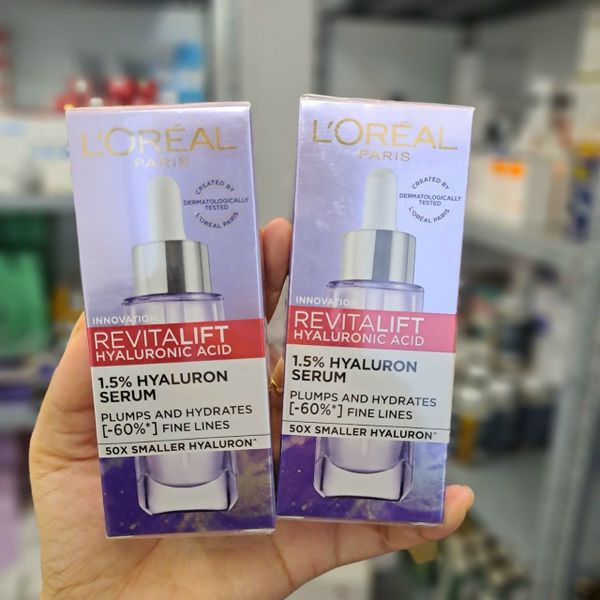 L'ORÉAL
PARIS
CREATED BY
DERMATOLOGICALLY
TESTED
L'ORÉAL PARIS
INNOVATION
REVITALIFT
HYALURONIC ACID
1.5% HYALURON
SERUM
PLUMPS AND HYDRATES
[-60%*] FINE LINES
50X SMALLER HYALURON^
L'ORÉAL
PARIS
CREATED BY
DERMATOLOGICALLY
TESTED
L'ORÉAL PARIS
INNOVATION
REVITALIFT
HYALURONIC ACID
1.5% HYALURON
SERUM
PLUMPS AND HYDRATES
[-60%*] FINE LINES
50X SMALLER HYALURON^